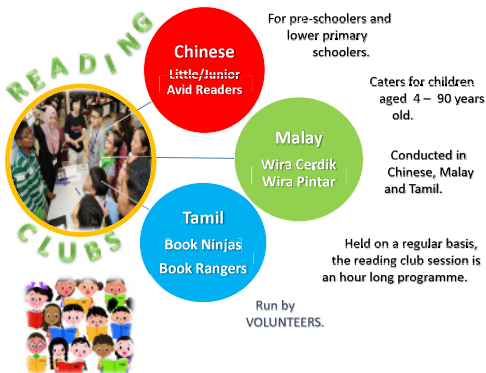 READING
CLUBS
Chinese
Little/Junior
Avid Readers
Malay
Wira Cerdik
Wira Pintar
Tamil
Book Ninjas
Book Rangers
For pre-schoolers and
lower primary
schoolers.
Caters for children
aged 4 – 90 years
old.
Conducted in
Chinese, Malay
and Tamil.
Held on a regular basis,
the reading club session is
an hour long programme.
Run by
VOLUNTEERS.